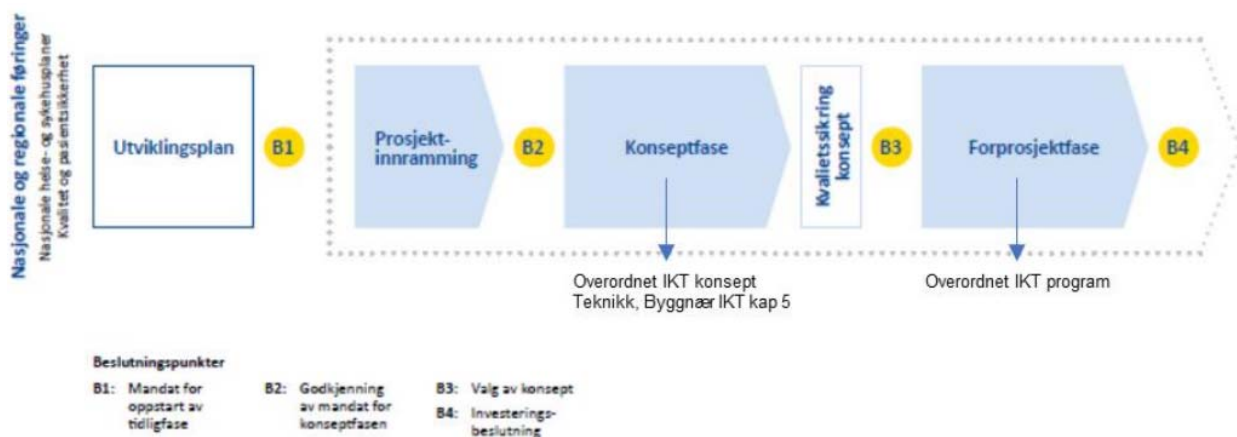 Nasjonale og regionale føringer
Nasjonale helse- og sykehusplaner
Kvalitet og pasientsikkerhet
Utviklingsplan
B1
Prosjekt-
innramming
B2
Konseptfase
Kvalietssikring
konsept
B3
Forprosjektfase
B4
Overordnet IKT konsept
Teknikk, Byggnær IKT kap 5
Overordnet IKT program
Beslutningspunkter
B1: Mandat for
oppstart av
tidligfase
B2: Godkjenning
av mandat for
konseptfasen
B3: Valg av konsept
B4: Investerings-
beslutning